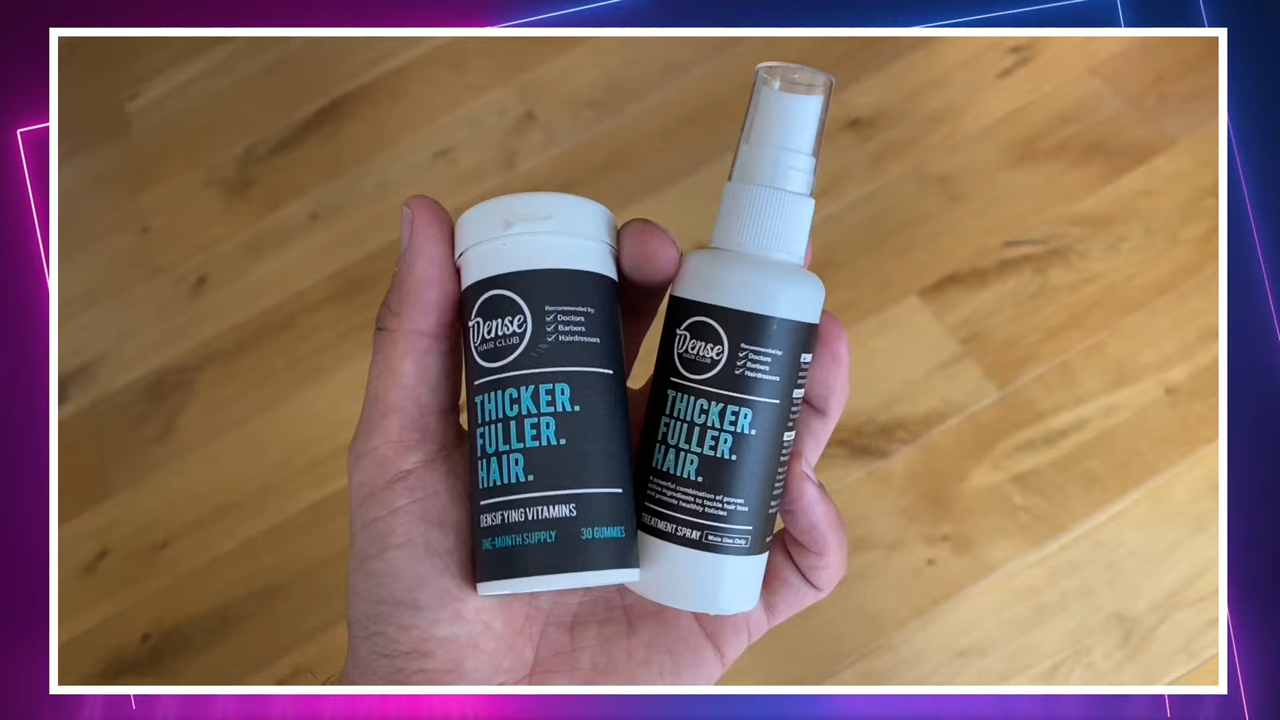 Dense
HAIR CLUB
Recommended by:
Doctors
Barbers
Hairdressers
THICKER.
FULLER.
HAIR.
DENSIFYING VITAMINS
ONE-MONTH SUPPLY
30 GUMMIES
Dense
HAIR CLUB
Recommended by:
Doctors
Barbers
Hairdressers
THICKER.
FULLER.
HAIR.
A powerful combination of proven
active ingredients to tackle hair loss
and promote healthly follicles
TREATMENT SPRAY
Male Use Only